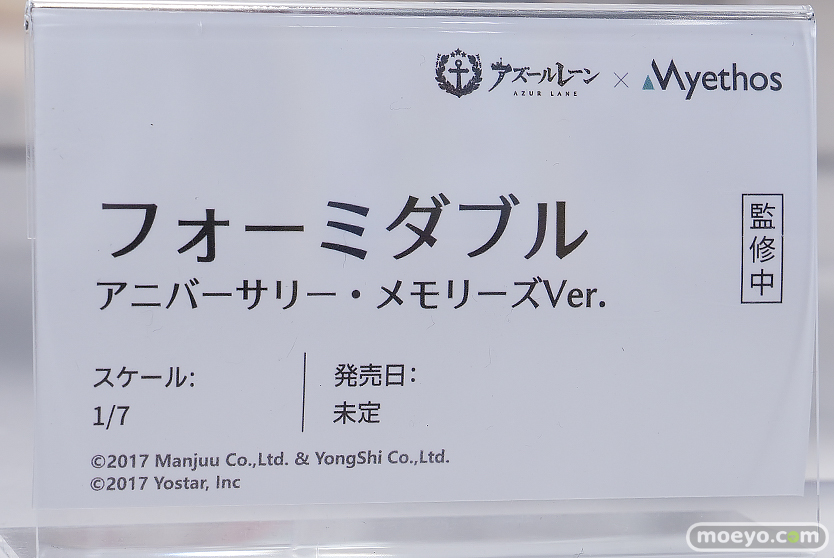 アズールレーン × Myethos
AZUR LANE
フォーミダブル
アニバーサリー・メモリーズVer.
監修中
スケール:
1/7
発売日:
未定
©2017 Manjuu Co.,Ltd. & YongShi Co.,Ltd.
©2017 Yostar, Inc
moeyo.com